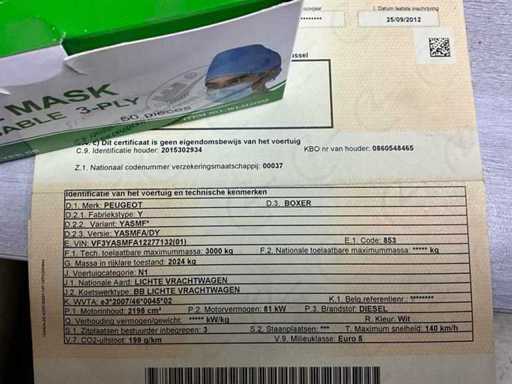 I. Datum laatste inschrijving
********
25/09/2012
MASK
3-PLY
50 pieces
c) Dit certificaat is geen eigendomsbewijs van het voertuig
C.9. Identificatie houder: 2015302934
KBO nr van houder: 0860548465
Z.1. Nationaal codenummer verzekeringsmaatschappij: 00037
Identificatie van het voertuig en technische kenmerken
D.1. Merk: PEUGEOT
D.3. BOXER
D.2.1. Fabriekstype: Y
D.2.2. Variant: YASMF*
D.2.3. Versie: YASMFA/DY
E. VIN: VF3YASMFA12277132(01)
E.1. Code: 853
F.1. Tech. toelaatbare maximummassa: 3000 kg
F.2. Nationale toelaatbare maximummassa: ***** kg
G. Massa in rijklare toestand: 2024 kg
J. Voertuigcategorie: N1
J.1. Nationale Aard: LICHTE VRACHTWAGEN
J.2. Koetswerktype: BB LICHTE VRACHTWAGEN
K. WVTA: e3*2007/46*0045*02
K.1. Belg.referentienr.: *******
P.1. Motorinhoud: 2198 cm³
P.2. Motorvermogen: 81 kW
P.3. Brandstof: DIESEL
Q. Verhouding vermogen/gewicht: ***** kW/kg
R. Kleur: Wit
S.1. Zitplaatsen bestuurder inbegrepen: 3
S.2. Staanplaatsen: ***
T. Maximum snelheid: 140 km/h
V.7. CO2-uitstoot: 199 g/km
V.9. Milieuklasse: Euro 5